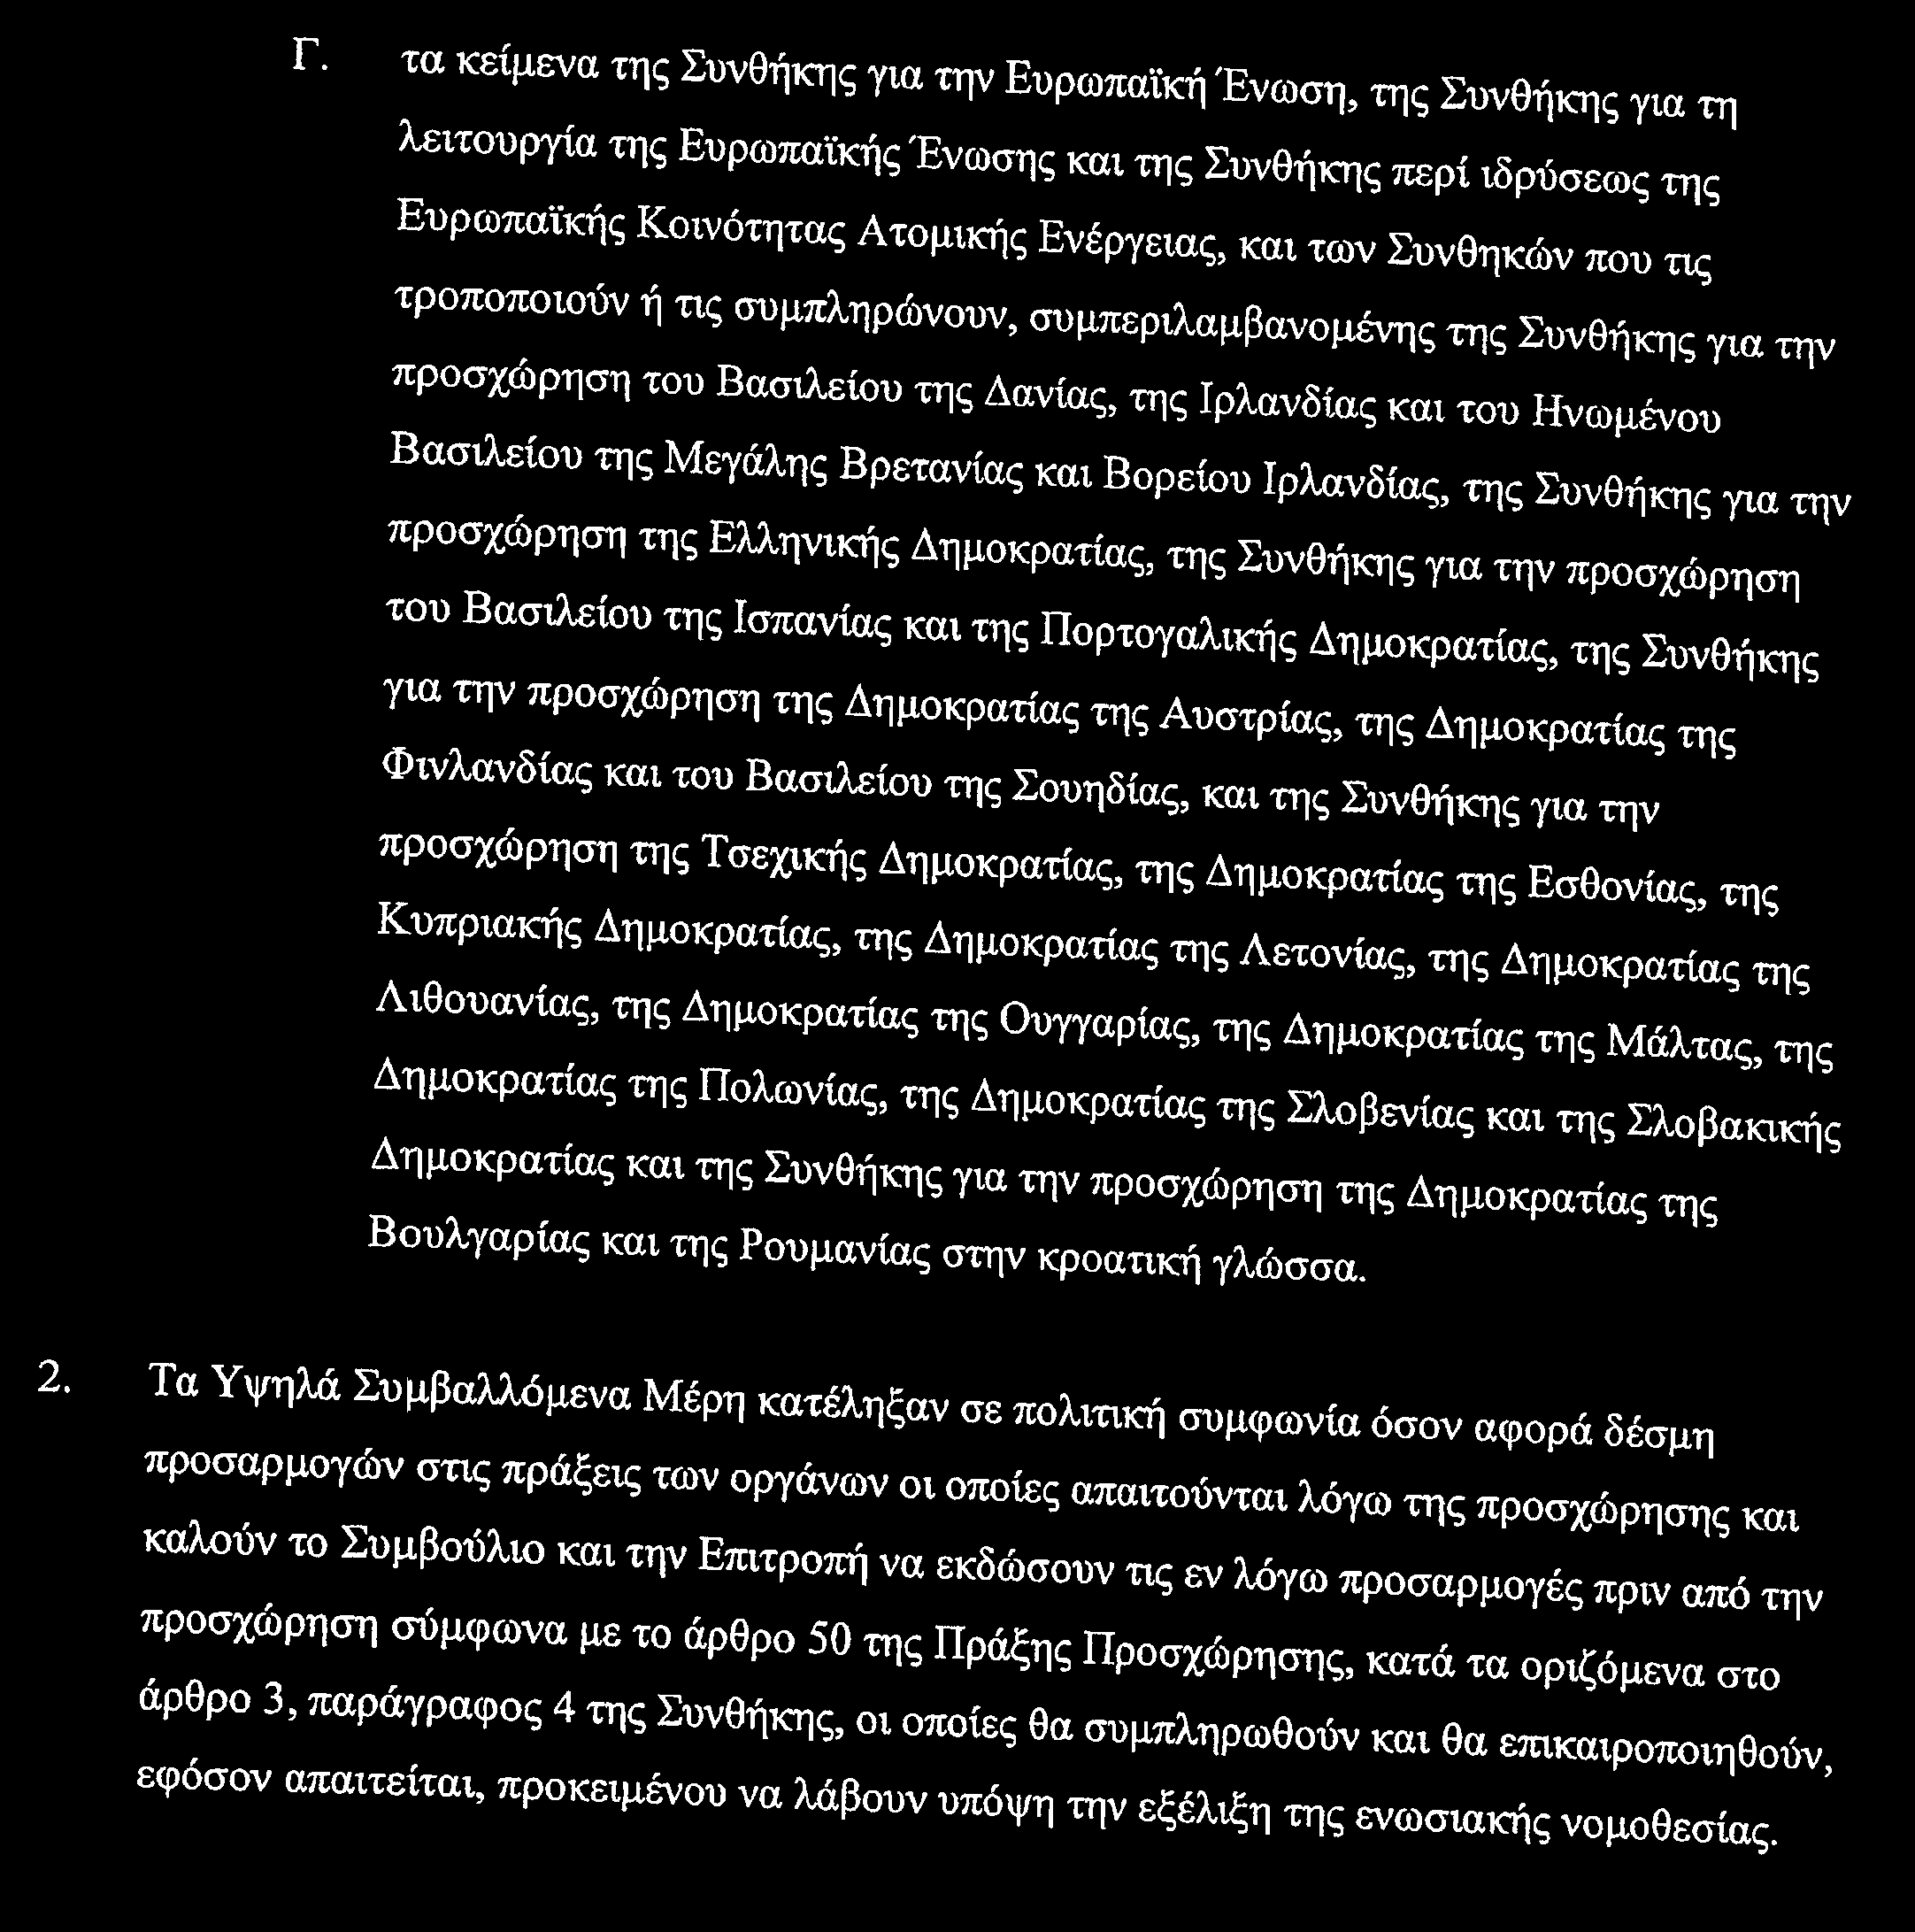 Γ. τα κείμενα της Συνθήκης για την Ευρωπαϊκή Ένωση, της Συνθήκης για τη
λειτουργία της Ευρωπαϊκής Ένωσης και της Συνθήκης περί ιδρύσεως της
Ευρωπαϊκής Κοινότητας Ατομικής Ενέργειας, και των Συνθηκών που τις
τροποποιούν ή τις συμπληρώνουν, συμπεριλαμβανομένης της Συνθήκης για την
προσχώρηση του Βασιλείου της Δανίας, της Ιρλανδίας και του Ηνωμένου
Βασιλείου της Μεγάλης Βρετανίας και Βορείου Ιρλανδίας, της Συνθήκης για την
προσχώρηση της Ελληνικής Δημοκρατίας, της Συνθήκης για την προσχώρηση
του Βασιλείου της Ισπανίας και της Πορτογαλικής Δημοκρατίας, της Συνθήκης
για την προσχώρηση της Δημοκρατίας της Αυστρίας, της Δημοκρατίας της
Φινλανδίας και του Βασιλείου της Σουηδίας, και της Συνθήκης για την
προσχώρηση της Τσεχικής Δημοκρατίας, της Δημοκρατίας της Εσθονίας, της
Κυπριακής Δημοκρατίας, της Δημοκρατίας της Λετονίας, της Δημοκρατίας της
Λιθουανίας, της Δημοκρατίας της Ουγγαρίας, της Δημοκρατίας της Μάλτας, της
Δημοκρατίας της Πολωνίας, της Δημοκρατίας της Σλοβενίας και της Σλοβακικής
Δημοκρατίας και της Συνθήκης για την προσχώρηση της Δημοκρατίας της
Βουλγαρίας και της Ρουμανίας στην κροατική γλώσσα.
2. Τα Υψηλά Συμβαλλόμενα Μέρη κατέληξαν σε πολιτική συμφωνία όσον αφορά δέσμη
προσαρμογών στις πράξεις των οργάνων οι οποίες απαιτούνται λόγω της προσχώρησης και
καλούν το Συμβούλιο και την Επιτροπή να εκδώσουν τις εν λόγω προσαρμογές πριν από την
προσχώρηση σύμφωνα με το άρθρο 50 της Πράξης Προσχώρησης, κατά τα οριζόμενα στο
άρθρο 3, παράγραφος 4 της Συνθήκης, οι οποίες θα συμπληρωθούν και θα επικαιροποιηθούν,
εφόσον απαιτείται, προκειμένου να λάβουν υπόψη την εξέλιξη της ενωσιακής νομοθεσίας.